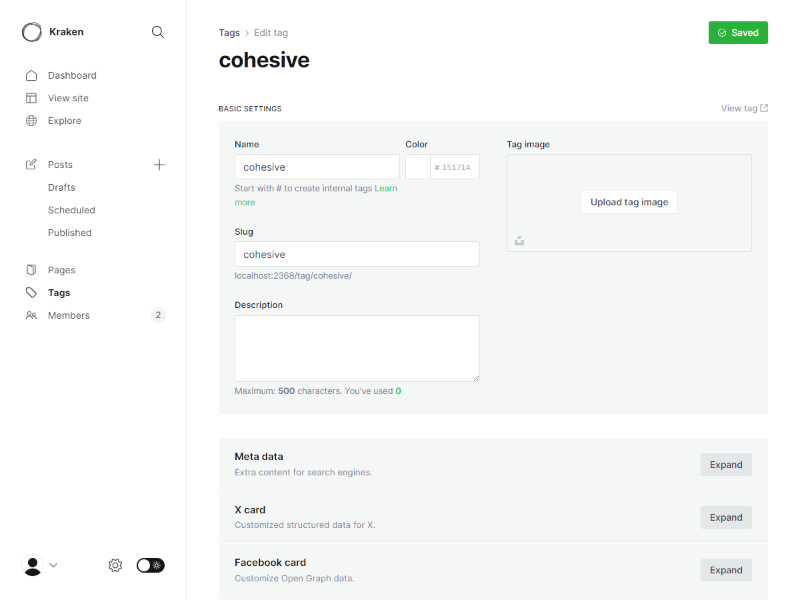 Kraken
Dashboard
View site
Explore
Posts
Drafts
Scheduled
Published
Pages
Tags
Members 2
Tags > Edit tag
Saved
cohesive
BASIC SETTINGS
View tag
Name
cohesive
Color
# 15171A
Start with # to create internal tags Learn
more
Slug
cohesive
localhost:2368/tag/cohesive/
Description
Maximum: 500 characters. You've used 0
Tag image
Upload tag image
Meta data
Extra content for search engines.
Expand
X card
Customized structured data for X.
Expand
Facebook card
Customize Open Graph data.
Expand